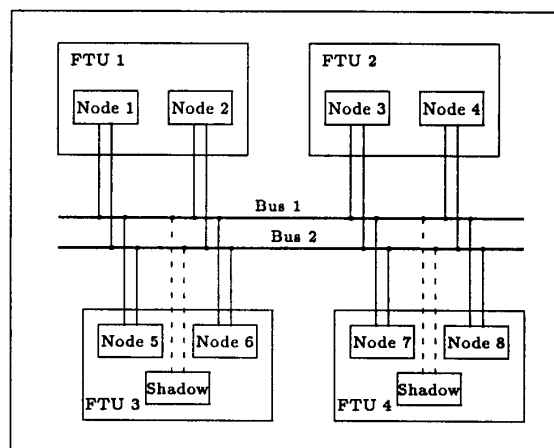 FTU 1
FTU 2
Node 1
Node 2
Node 3
Node 4
Bus 1
Bus 2
Node 5
Node 6
Node 7
Node 8
Shadow
Shadow
FTU 3
FTU 4